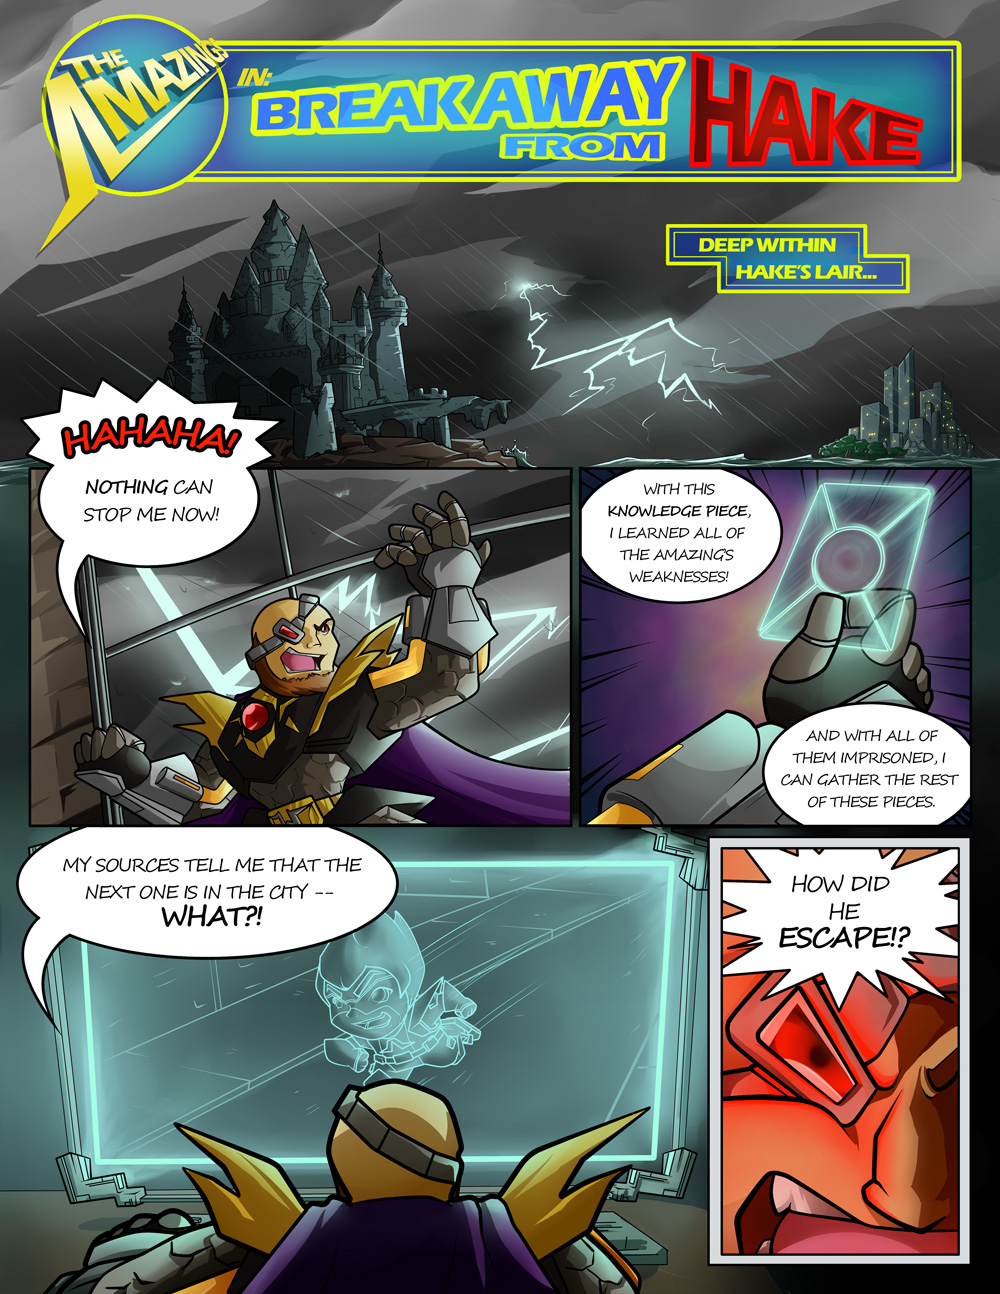 THE
AMAZINGS
IN:
BREAKAWAY
FROM
HAKE
DEEP WITHIN
HAKE'S LAIR...
HAHAHA!
NOTHING CAN
STOP ME NOW!
WITH THIS
KNOWLEDGE PIECE,
I LEARNED ALL OF
THE AMAZING'S
WEAKNESSES!
AND WITH ALL OF
THEM IMPRISONED, I
CAN GATHER THE REST
OF THESE PIECES.
MY SOURCES TELL ME THAT THE
NEXT ONE IS IN THE CITY --
WHAT?!
HOW DID
HE
ESCAPE!?